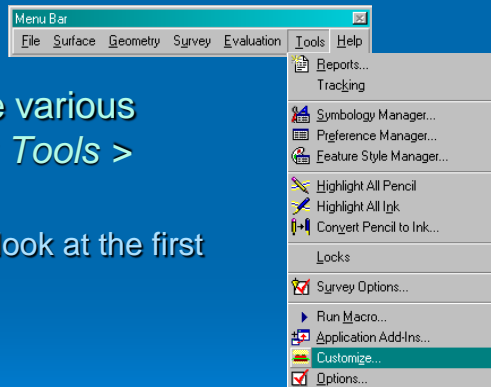 Menu Bar
File Surface Geometry Survey Evaluation Tools Help
Reports...
Tracking
Symbology Manager...
Preference Manager...
Feature Style Manager...
Highlight All Pencil
Highlight All Ink
Convert Pencil to Ink...
Locks
Survey Options...
Run Macro...
Application Add-Ins...
Customize...
Options...
e various
Tools >
look at the first